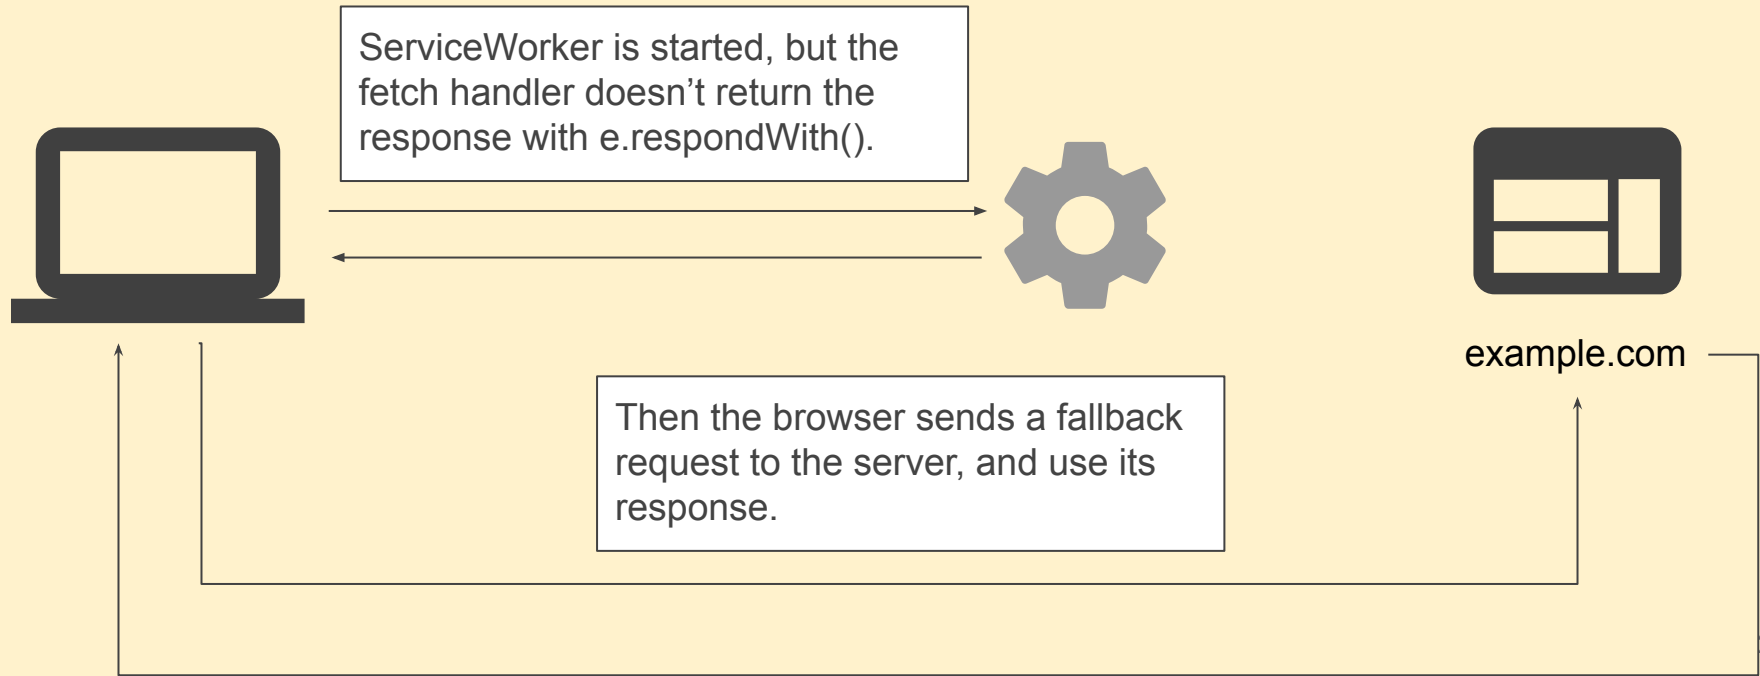 ServiceWorker is started, but the
fetch handler doesn’t return the
response with e.respondWith().
example.com
Then the browser sends a fallback
request to the server, and use its
response.